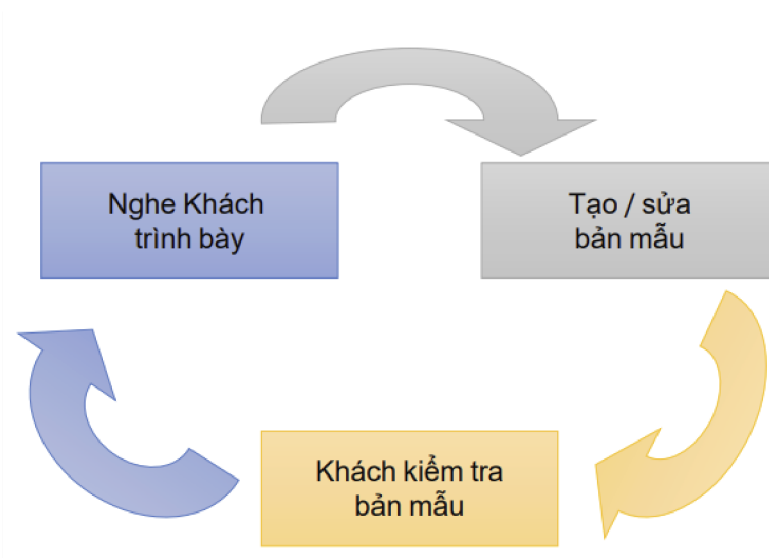 Nghe Khách
trình bày
Tạo / sửa
bản mẫu
Khách kiểm tra
bản mẫu